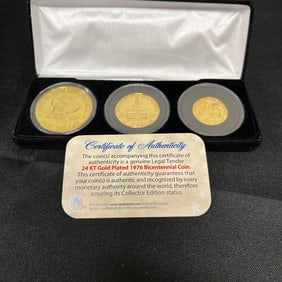 Certificate of Authenticity
The coin(s) accompanying this certificate of
authenticity is a genuine Legal Tender
24 KT Gold Plated 1976 Bicentennial Coin.
This certificate of authenticity guarantees that
your coin(s) is authentic and recognized by every
monetary authority around the world, therefore
assuring its Collector Edition status.